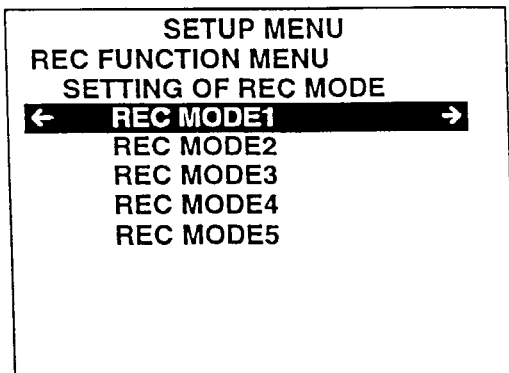 SETUP MENU
REC FUNCTION MENU
SETTING OF REC MODE
← REC MODE1 →
REC MODE2
REC MODE3
REC MODE4
REC MODE5